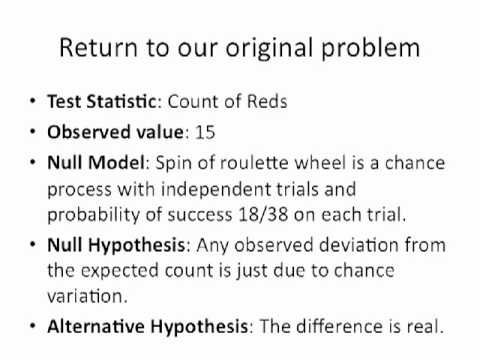 Return to our original problem
• Test Statistic: Count of Reds
• Observed value: 15
• Null Model: Spin of roulette wheel is a chance
process with independent trials and
probability of success 18/38 on each trial.
• Null Hypothesis: Any observed deviation from
the expected count is just due to chance
variation.
• Alternative Hypothesis: The difference is real.